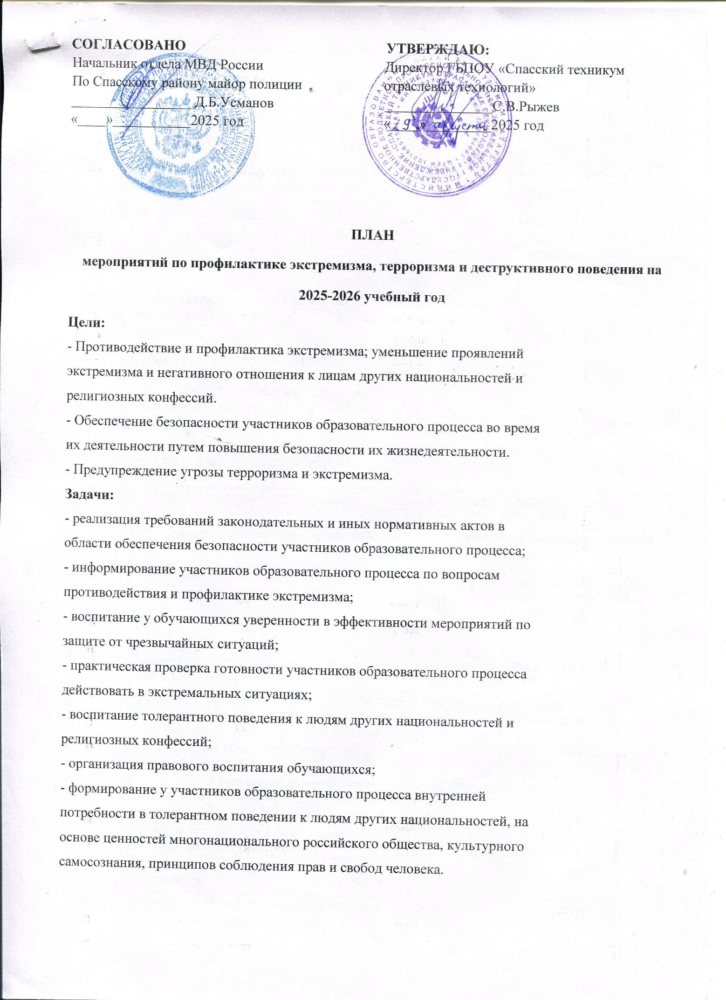 СОГЛАСОВАНО
Начальник отдела МВД России
По Спасскому району майор полиции
_________________ Д.Б.Усманов
«____»___________2025 год
УТВЕРЖДАЮ:
Директор ГБПОУ «Спасский техникум
отраслевых технологий»
_______________ С.В.Рыжев
«29» августа 2025 год
ПЛАН
мероприятий по профилактике экстремизма, терроризма и деструктивного поведения на
2025-2026 учебный год
Цели:
- Противодействие и профилактика экстремизма; уменьшение проявлений
экстремизма и негативного отношения к лицам других национальностей и
религиозных конфессий.
- Обеспечение безопасности участников образовательного процесса во время
их деятельности путем повышения безопасности их жизнедеятельности.
- Предупреждение угрозы терроризма и экстремизма.
Задачи:
- реализация требований законодательных и иных нормативных актов в
области обеспечения безопасности участников образовательного процесса;
- информирование участников образовательного процесса по вопросам
противодействия и профилактике экстремизма;
- воспитание у обучающихся уверенности в эффективности мероприятий по
защите от чрезвычайных ситуаций;
- практическая проверка готовности участников образовательного процесса
действовать в экстремальных ситуациях;
- воспитание толерантного поведения к людям других национальностей и
религиозных конфессий;
- организация правового воспитания обучающихся;
- формирование у участников образовательного процесса внутренней
потребности в толерантном поведении к людям других национальностей, на
основе ценностей многонационального российского общества, культурного
самосознания, принципов соблюдения прав и свобод человека.